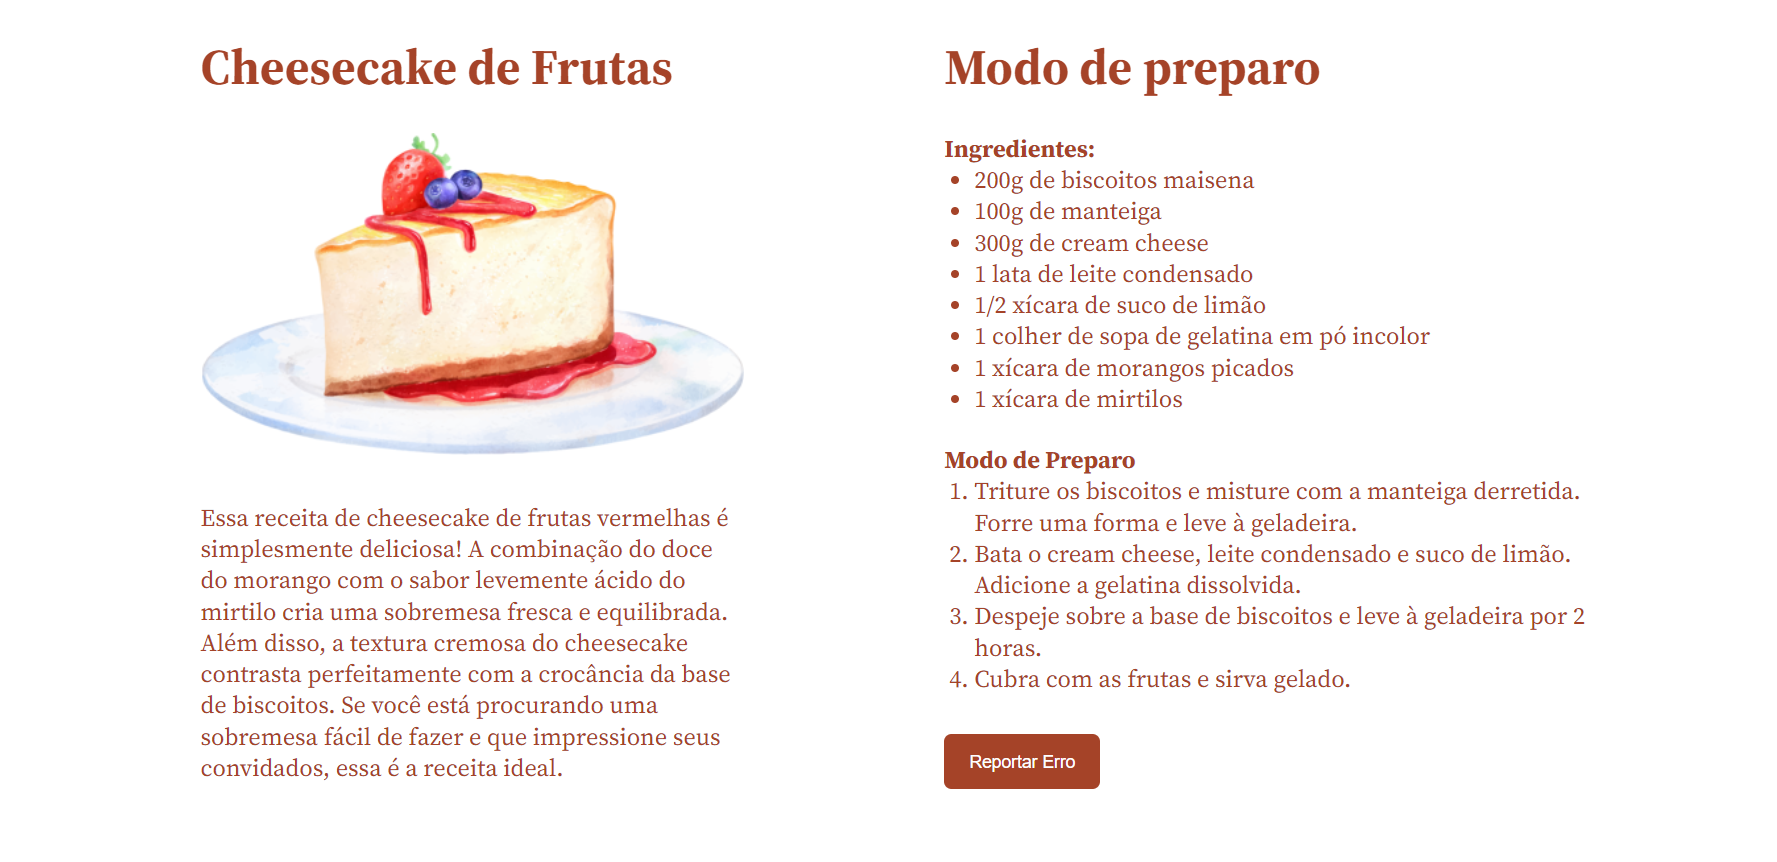 Cheesecake de Frutas
Essa receita de cheesecake de frutas vermelhas é
simplesmente deliciosa! A combinação do doce
do morango com o sabor levemente ácido do
mirtilo cria uma sobremesa fresca e equilibrada.
Além disso, a textura cremosa do cheesecake
contrasta perfeitamente com a crocância da base
de biscoitos. Se você está procurando uma
sobremesa fácil de fazer e que impressione seus
convidados, essa é a receita ideal.
Modo de preparo
Ingredientes:
• 200g de biscoitos maisena
• 100g de manteiga
• 300g de cream cheese
• 1 lata de leite condensado
• 1/2 xícara de suco de limão
• 1 colher de sopa de gelatina em pó incolor
• 1 xícara de morangos picados
• 1 xícara de mirtilos
Modo de Preparo
1. Triture os biscoitos e misture com a manteiga derretida.
Forre uma forma e leve à geladeira.
2. Bata o cream cheese, leite condensado e suco de limão.
Adicione a gelatina dissolvida.
3. Despeje sobre a base de biscoitos e leve à geladeira por 2
horas.
4. Cubra com as frutas e sirva gelado.
Reportar Erro